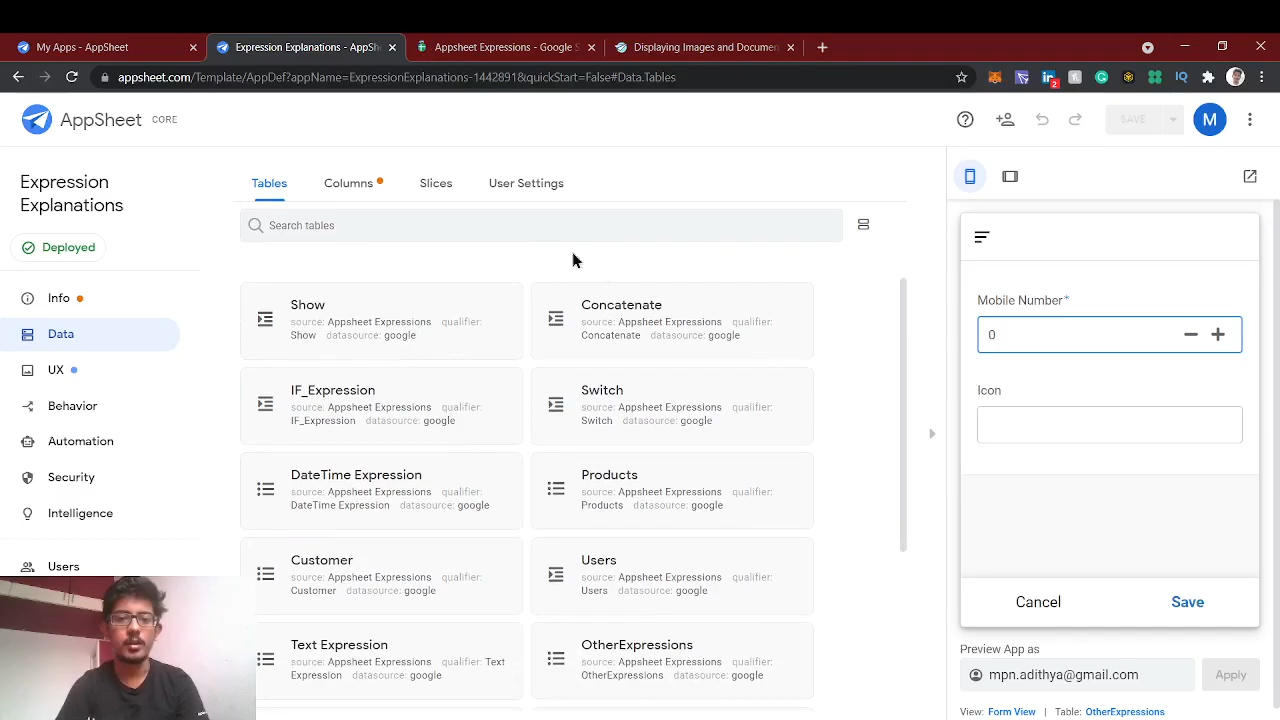 My Apps - AppSheet
Expression Explanations - AppSh
Appsheet Expressions - Google S
Displaying Images and Documen
appsheet.com/Template/AppDef?appName=ExpressionExplanations-1442891&quickStart=False#Data.Tables
2
IQ
AppSheet CORE
SAVE
M
Expression
Explanations
Deployed
Info
Data
UX
Behavior
Automation
Security
Intelligence
Users
Tables
Columns
Slices
User Settings
Search tables
Show
source: Appsheet Expressions qualifier:
Show datasource: google
Concatenate
source: Appsheet Expressions qualifier:
Concatenate datasource: google
IF_Expression
source: Appsheet Expressions qualifier:
IF_Expression datasource: google
Switch
source: Appsheet Expressions qualifier:
Switch datasource: google
DateTime Expression
source: Appsheet Expressions qualifier:
DateTime Expression datasource: google
Products
source: Appsheet Expressions qualifier:
Products datasource: google
Customer
source: Appsheet Expressions qualifier:
Customer datasource: google
Users
source: Appsheet Expressions qualifier:
Users datasource: google
Text Expression
source: Appsheet Expressions qualifier: Text
Expression datasource: google
OtherExpressions
source: Appsheet Expressions qualifier:
OtherExpressions datasource: google
Mobile Number*
0
Icon
Cancel
Save
Preview App as
mpn.adithya@gmail.com
Apply
View: Form View | Table: OtherExpressions